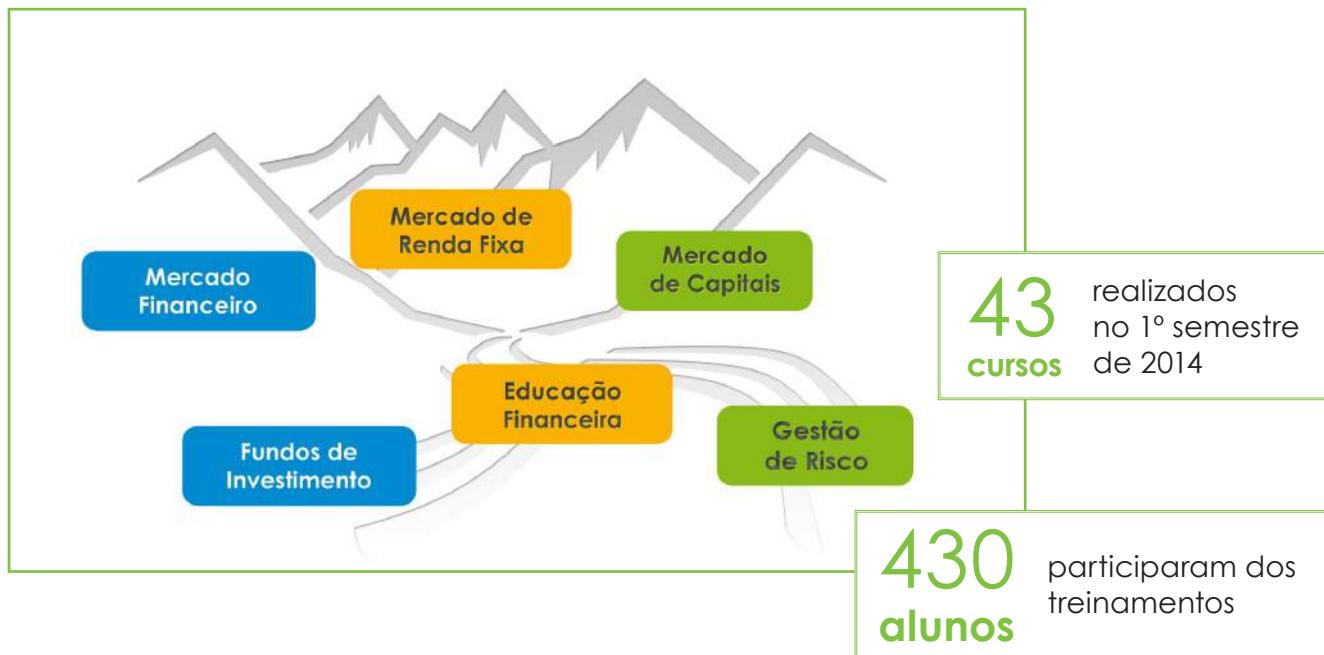 Mercado de
Renda Fixa
Mercado
de Capitais
Mercado
Financeiro
Educação
Financeira
Gestão
de Risco
Fundos de
Investimento
43
cursos
realizados
no 1º semestre
de 2014
430
alunos
participaram dos
treinamentos